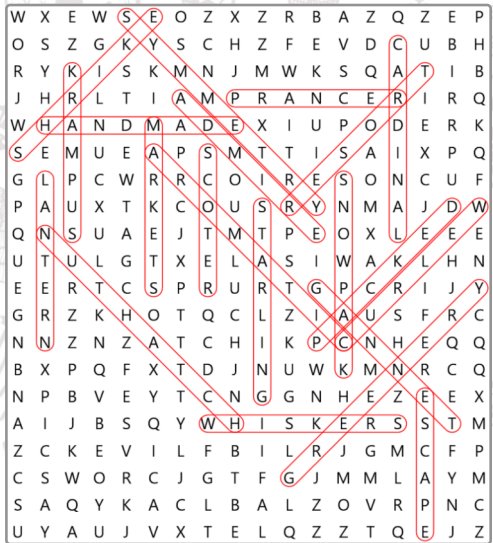 W X E W S E O Z X Z R B A Z Q Z E P
O S Z G K Y S C H Z F E V D C U B H
R Y K I S K M N J M W K S Q A T I B
J H R L T I A M P R A N C E R I R Q
W H A N D M A D E X I U P O D E R K
S E M U E A P S M T T I S A I X P Q
G L P C W R R C O I R E S O N C U F
P A U X T K C O U S R Y N M A J D W
Q N S U A E J T M T P E O X L E E E
U T U L G T X E L A S I W A K L H N
E E R T C S P R U R T G P C R I J Y
G R Z K H O T Q C L Z I A U S F R C
N N Z N Z A T C H I K P C N H E Q Q
B X P Q F X T D J N U W K M N R C Q
N P B V E Y T C N G G N H E Z E E X
A I J B S Q Y W H I S K E R S S T M
Z C K E V I L F B I L R J G M C F P
C S W O R C J G T F G J M M L A Y M
S A Q Y K A C L B A L Z O V R P N C
U Y A U J V X T E L Q Z Z T Q E J Z